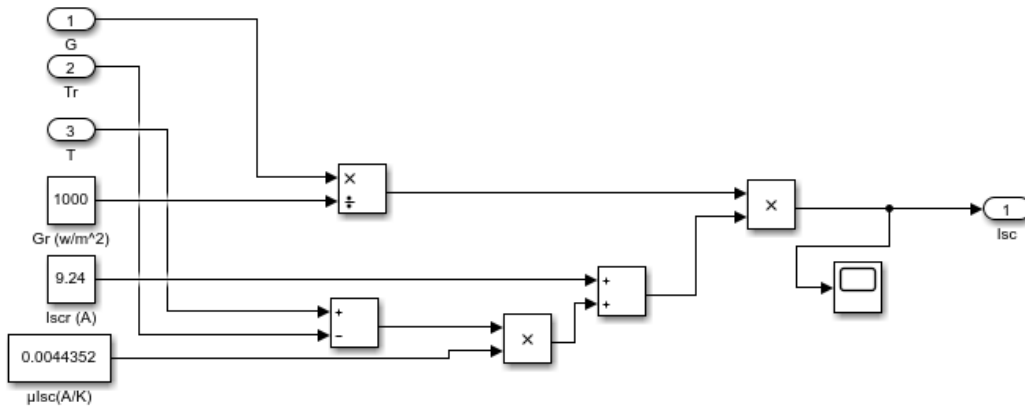 1
G
2
Tr
3
T
×
÷
1000
Gr (w/m^2)
×
1
Isc
9.24
Iscr (A)
+
+
+
−
×
0.0044352
µIsc(A/K)